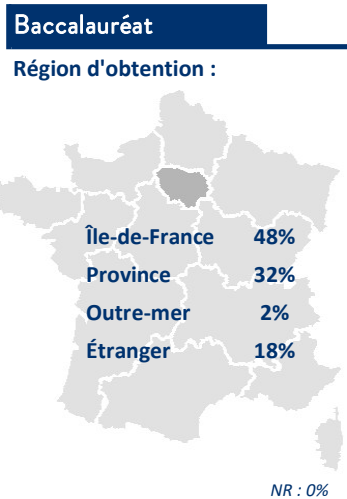 Baccalauréat
Région d'obtention :
Île-de-France 48%
Province 32%
Outre-mer 2%
Étranger 18%
NR : 0%